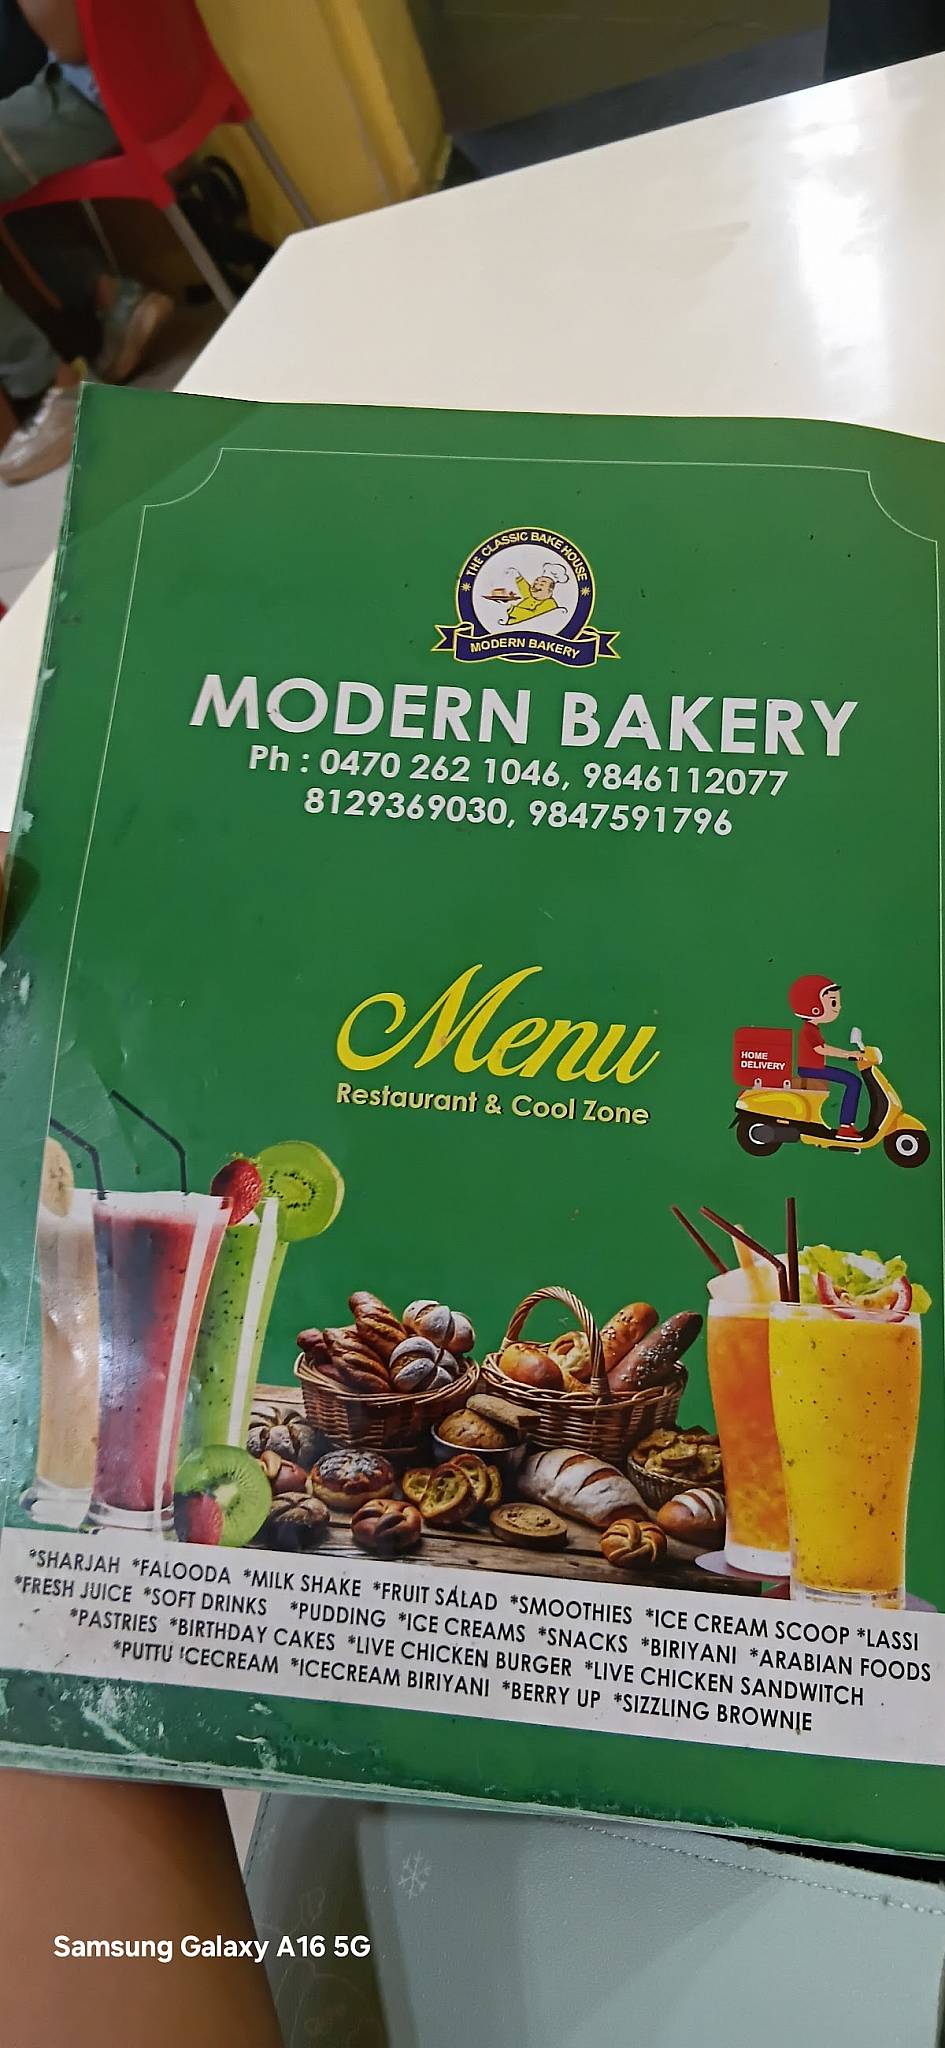 THE CLASSIC BAKE HOUSE
MODERN BAKERY
MODERN BAKERY
Ph : 0470 262 1046, 9846112077
8129369030, 9847591796
Menu
Restaurant & Cool Zone
HOME
DELIVERY
*SHARJAH *FALOODA *MILK SHAKE *FRUIT SALAD *SMOOTHIES *ICE CREAM SCOOP *LASSI
*FRESH JUICE *SOFT DRINKS *PUDDING *ICE CREAMS *SNACKS *BIRIYANI *ARABIAN FOODS
*PASTRIES *BIRTHDAY CAKES *LIVE CHICKEN BURGER *LIVE CHICKEN SANDWITCH
*PUTTU ICECREAM *ICECREAM BIRIYANI *BERRY UP *SIZZLING BROWNIE
Samsung Galaxy A16 5G